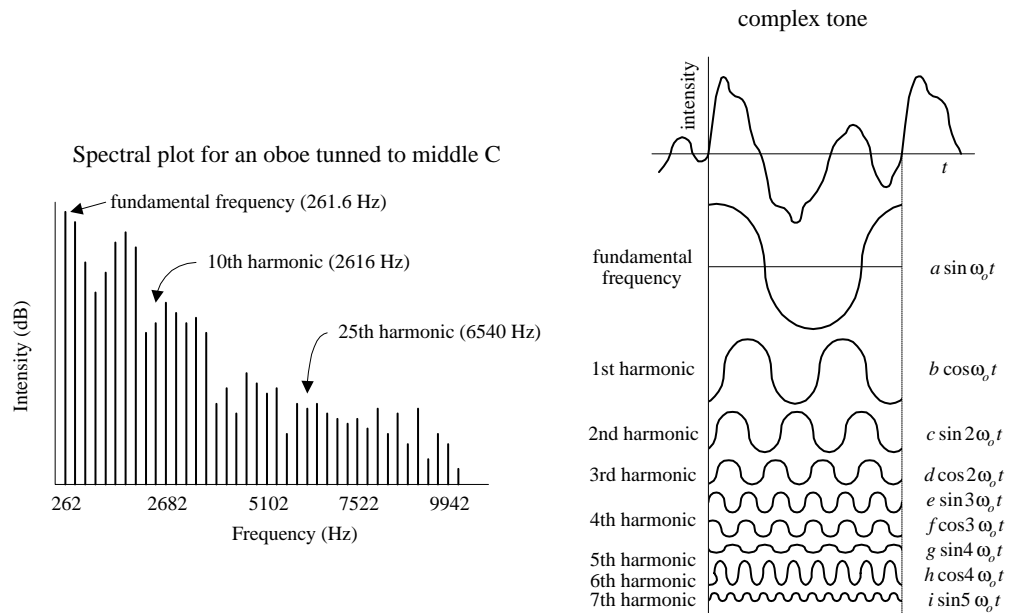 Spectral plot for an oboe tunned to middle C
fundamental frequency (261.6 Hz)
10th harmonic (2616 Hz)
25th harmonic (6540 Hz)
Intensity (dB)
262 2682 5102 7522 9942
Frequency (Hz)
complex tone
intensity
t
fundamental
frequency
a sin ωₒt
1st harmonic
b cosωₒt
2nd harmonic
c sin 2ωₒt
3rd harmonic
d cos 2ωₒt
e sin 3ωₒt
4th harmonic
f cos3 ωₒt
g sin4 ωₒt
5th harmonic
h cos4 ωₒt
6th harmonic
7th harmonic
i sin5 ωₒt